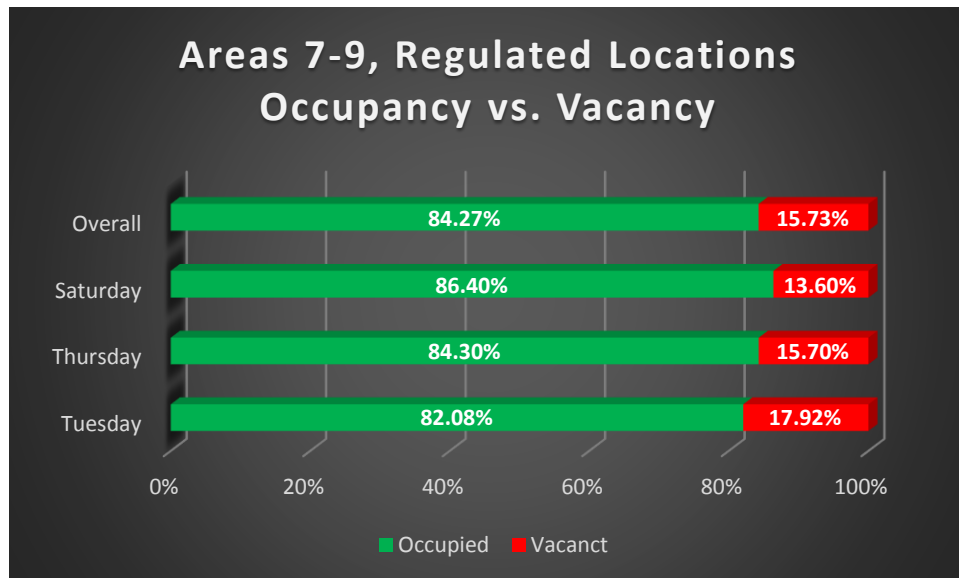 Areas 7-9, Regulated Locations
Occupancy vs. Vacancy
Overall 84.27% 15.73%
Saturday 86.40% 13.60%
Thursday 84.30% 15.70%
Tuesday 82.08% 17.92%
0% 20% 40% 60% 80% 100%
Occupied Vacanct